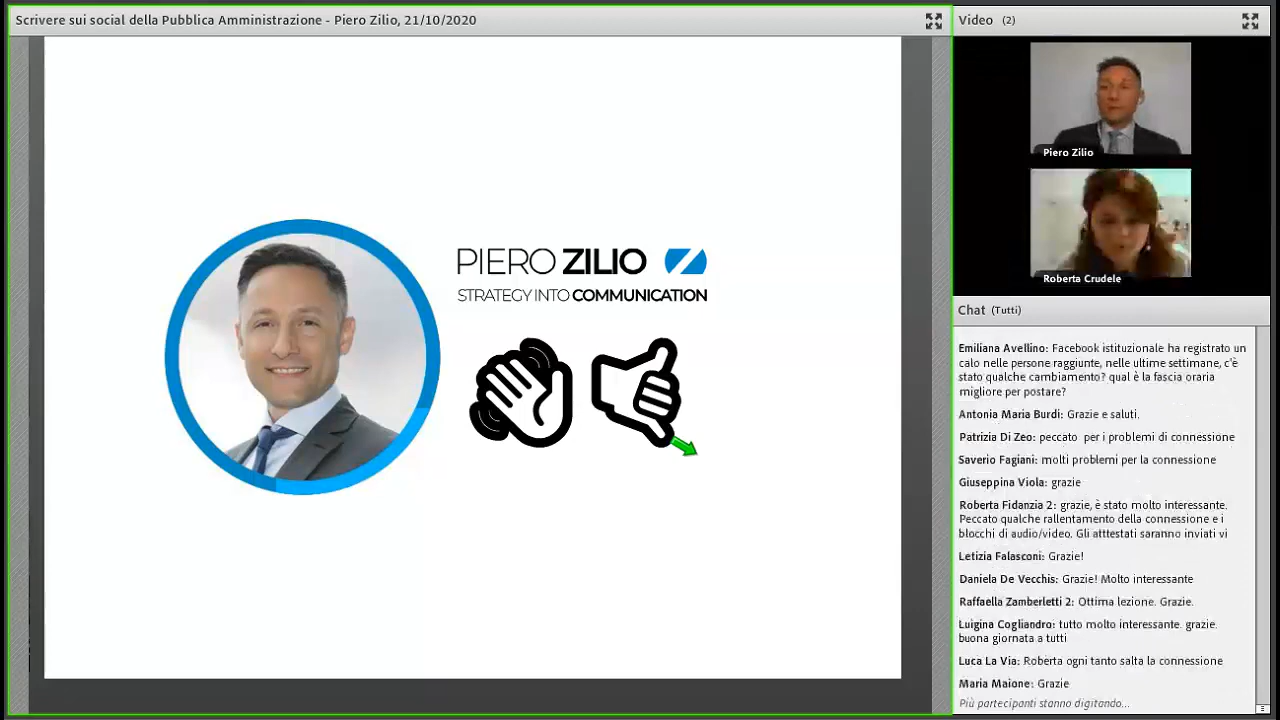 Scrivere sui social della Pubblica Amministrazione - Piero Zilio, 21/10/2020
PIERO ZILIO
STRATEGY INTO COMMUNICATION
Video (2)
Piero Zilio
Roberta Crudele
Chat (Tutti)
Emiliana Avellino: Facebook istituzionale ha registrato un
calo nelle persone raggiunte, nelle ultime settimane, c'è
stato qualche cambiamento? qual è la fascia oraria
migliore per postare?
Antonia Maria Burdi: Grazie e saluti.
Patrizia Di Zeo: peccato per i problemi di connessione
Saverio Fagiani: molti problemi per la connessione
Giuseppina Viola: grazie
Roberta Fidanzia 2: grazie, è stato molto interessante.
Peccato qualche rallentamento della connessione e i
blocchi di audio/video. Gli atttestati saranno inviati vi
Letizia Falasconi: Grazie!
Daniela De Vecchis: Grazie! Molto interessante
Raffaella Zamberletti 2: Ottima lezione. Grazie.
Luigina Cogliandro: tutto molto interessante. grazie.
buona giornata a tutti
Luca La Via: Roberta ogni tanto salta la connessione
Maria Maione: Grazie
Più partecipanti stanno digitando...